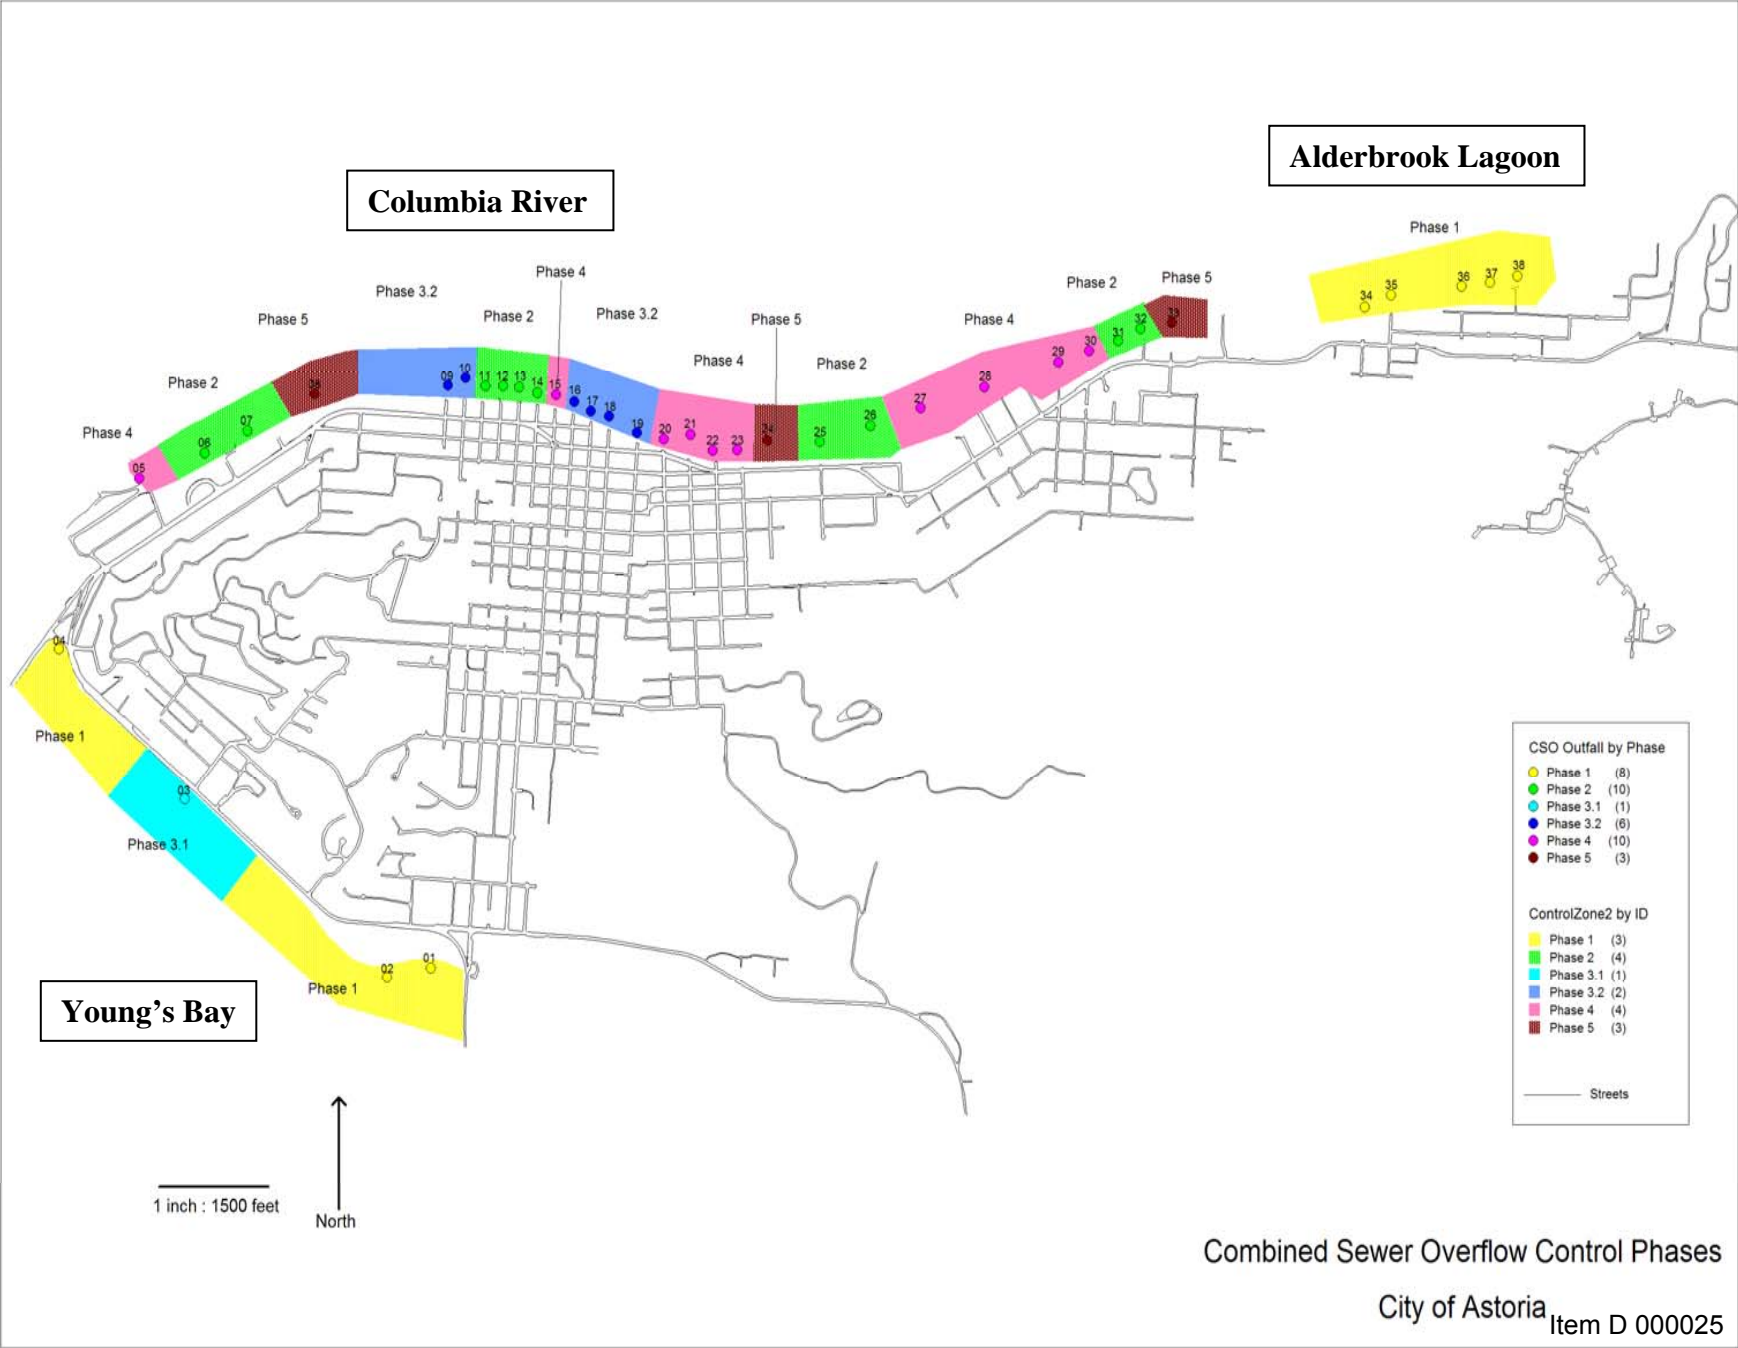 Alderbrook Lagoon
Columbia River
Phase 1
Phase 4
Phase 2
Phase 5
Phase 3.2
Phase 3.2
Phase 5
Phase 2
Phase 5
Phase 4
Phase 4
Phase 2
Phase 2
Phase 4
38
37
36
35
34
33
32
31
30
29
28
27
26
25
24
23
22
21
20
19
18
17
16
15
14
13
12
11
10
09
07
06
05
04
Phase 1
03
Phase 3.1
01
02
Phase 1
Young's Bay
CSO Outfall by Phase
Phase 1 (8)
Phase 2 (10)
Phase 3.1 (1)
Phase 3.2 (6)
Phase 4 (10)
Phase 5 (3)
ControlZone2 by ID
Phase 1 (3)
Phase 2 (4)
Phase 3.1 (1)
Phase 3.2 (2)
Phase 4 (4)
Phase 5 (3)
Streets
1 inch : 1500 feet
North
Combined Sewer Overflow Control Phases
City of Astoria
Item D 000025